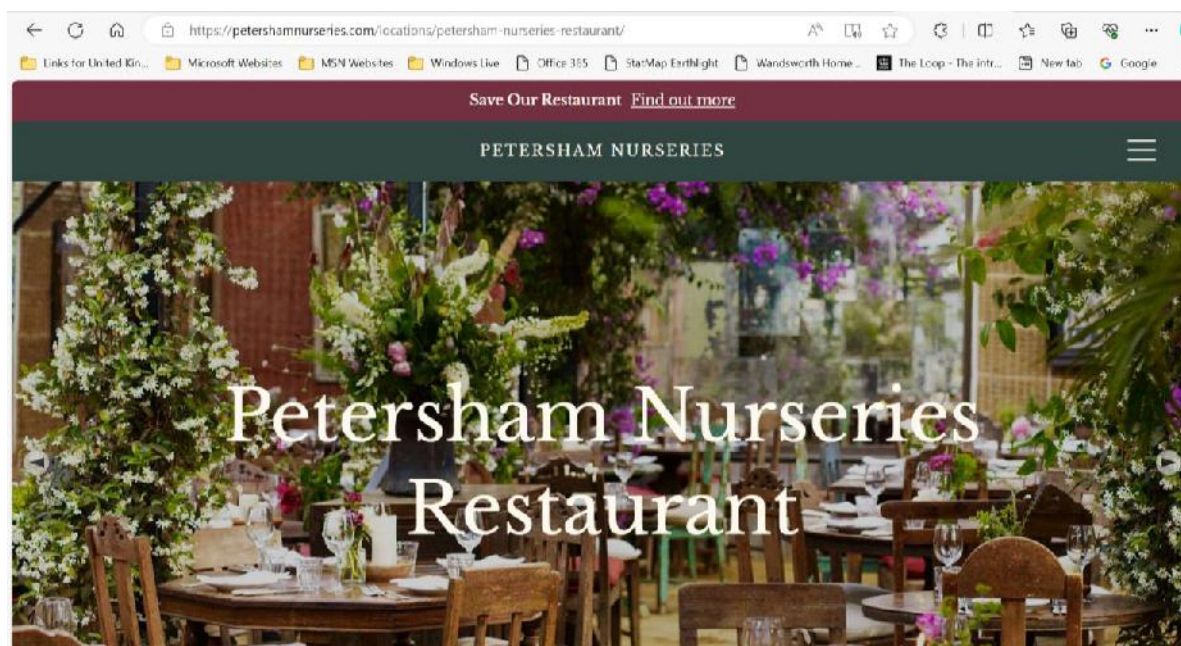 https://petershamnurseries.com/locations/petersham-nurseries-restaurant/
Links for United Kin... Microsoft Websites MSN Websites Windows Live Office 365 StatMap Earthlight Wandsworth Home... The Loop - The intr... New tab Google
Save Our Restaurant Find out more
PETERSHAM NURSERIES
Petersham Nurseries
Restaurant